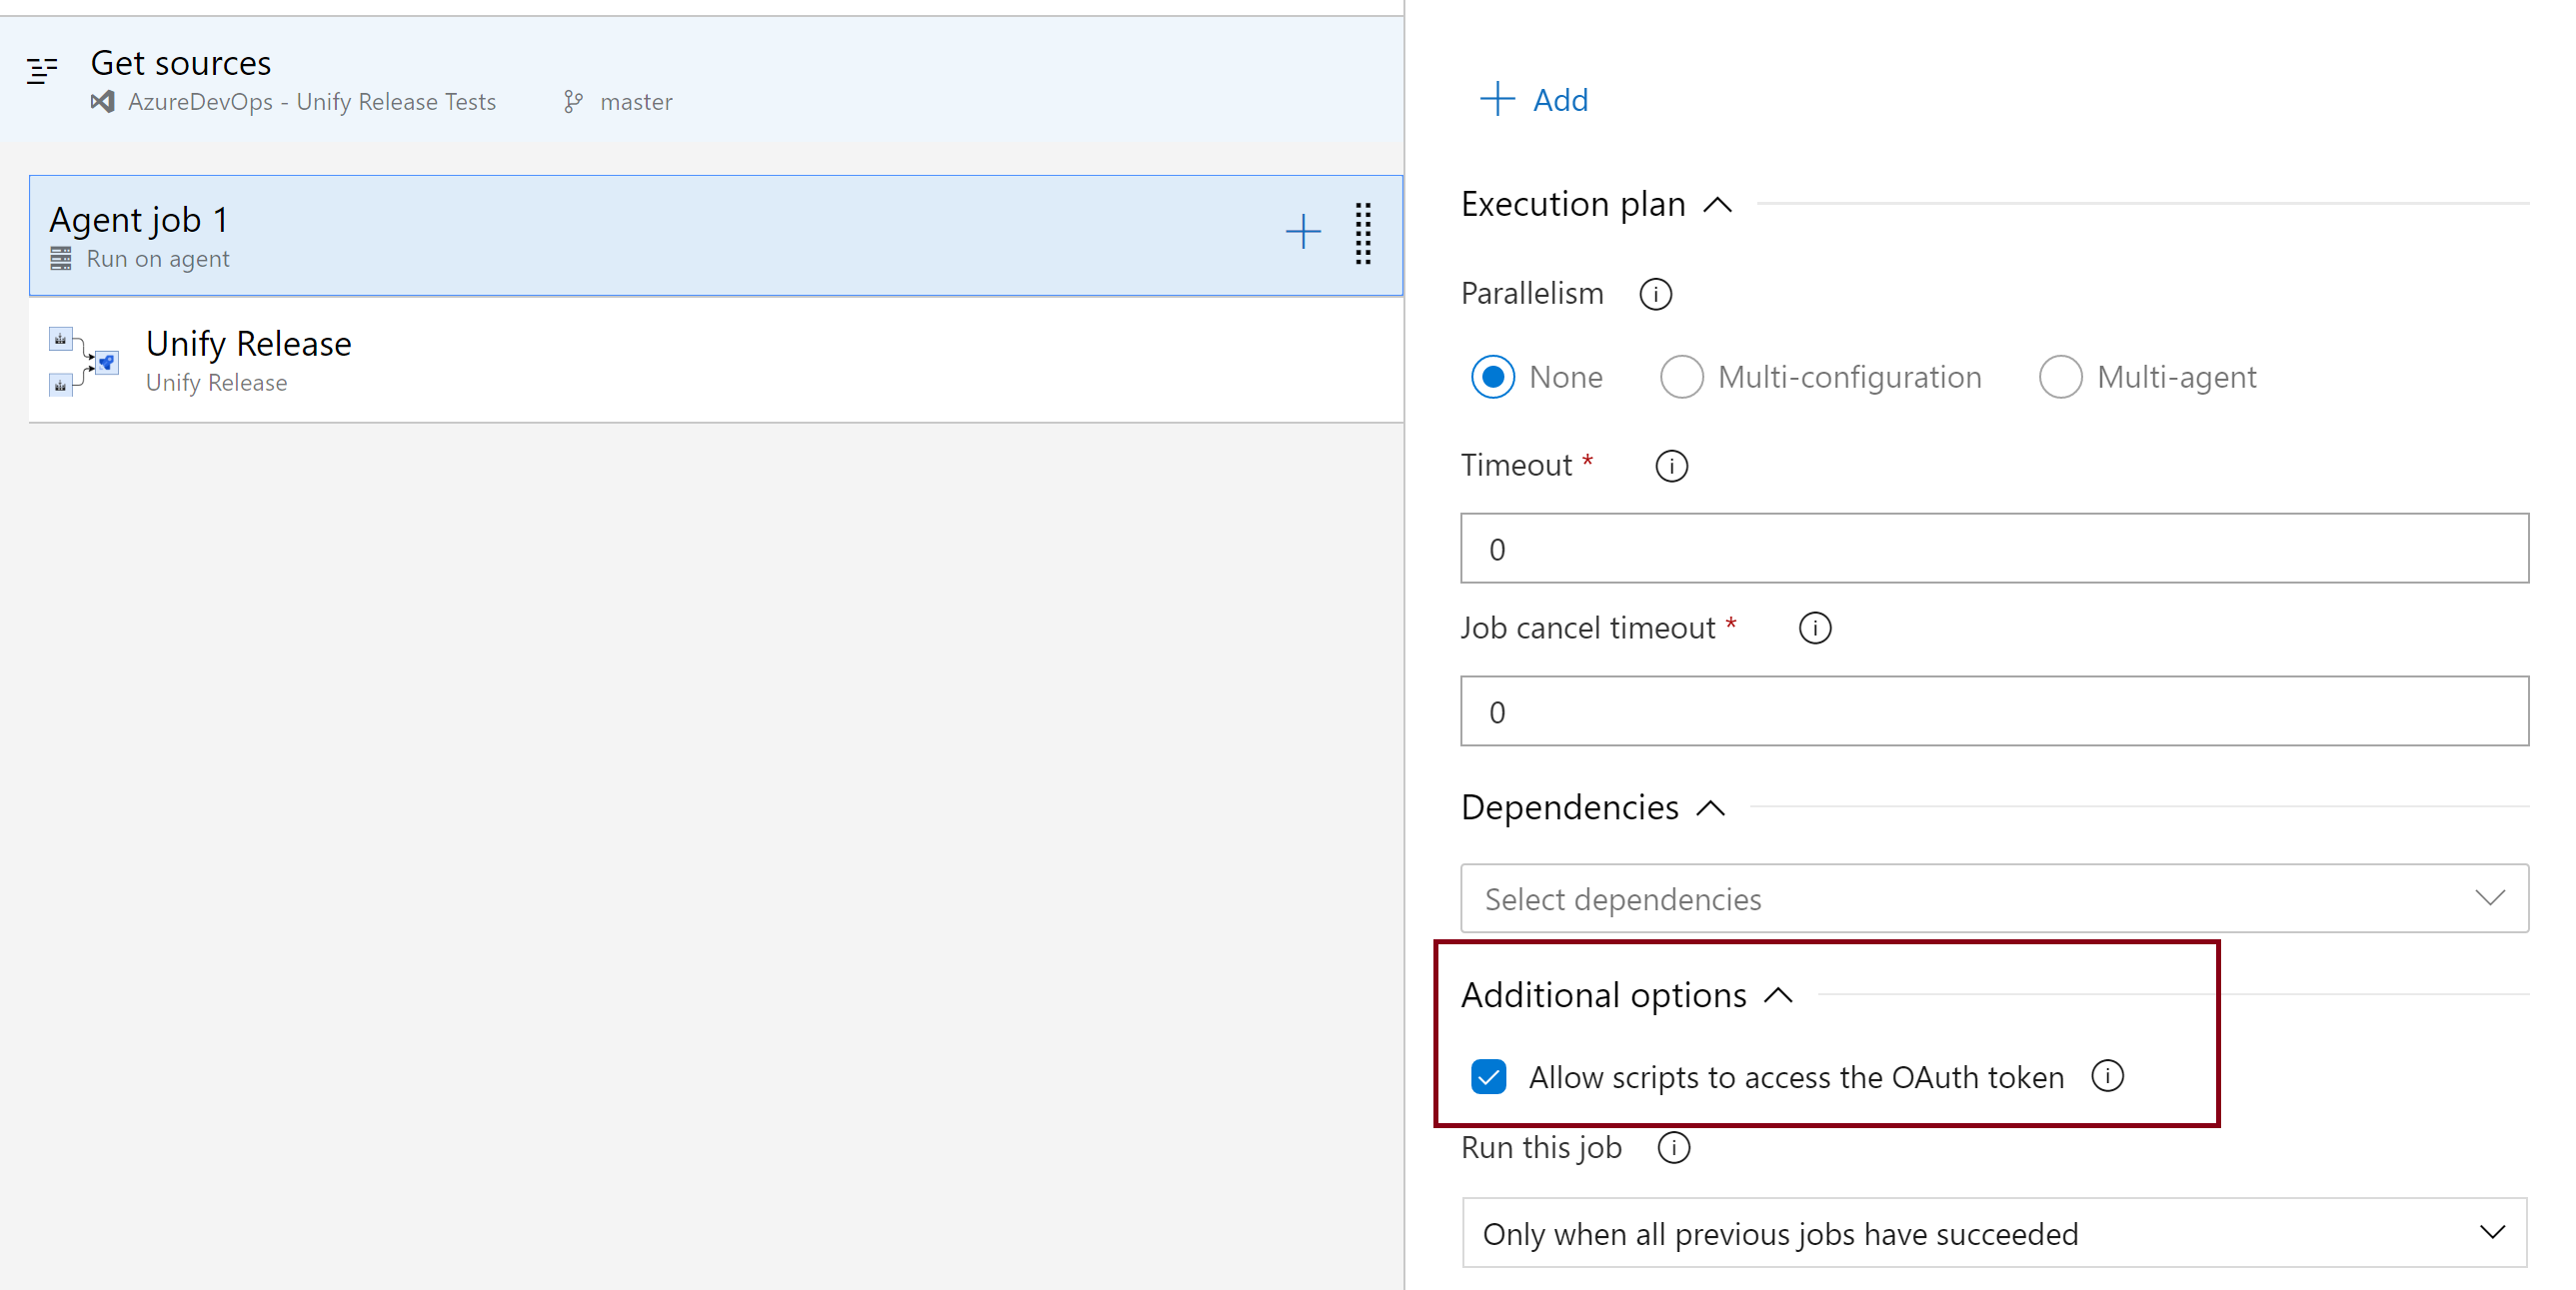 Get sources
AzureDevOps - Unify Release Tests master
Agent job 1
Run on agent
Unify Release
Unify Release
Add
Execution plan
Parallelism
None Multi-configuration Multi-agent
Timeout *
0
Job cancel timeout *
0
Dependencies
Select dependencies
Additional options
Allow scripts to access the OAuth token
Run this job
Only when all previous jobs have succeeded